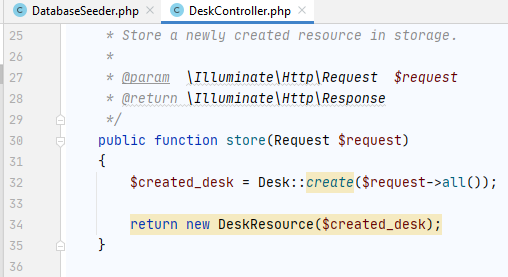 DatabaseSeeder.php × DeskController.php ×
25 * Store a newly created resource in storage.
26 *
27 * @param \Illuminate\Http\Request $request
28 * @return \Illuminate\Http\Response
29 */
30 public function store(Request $request)
31 {
32 $created_desk = Desk::create($request->all());
33
34 return new DeskResource($created_desk);
35 }
36